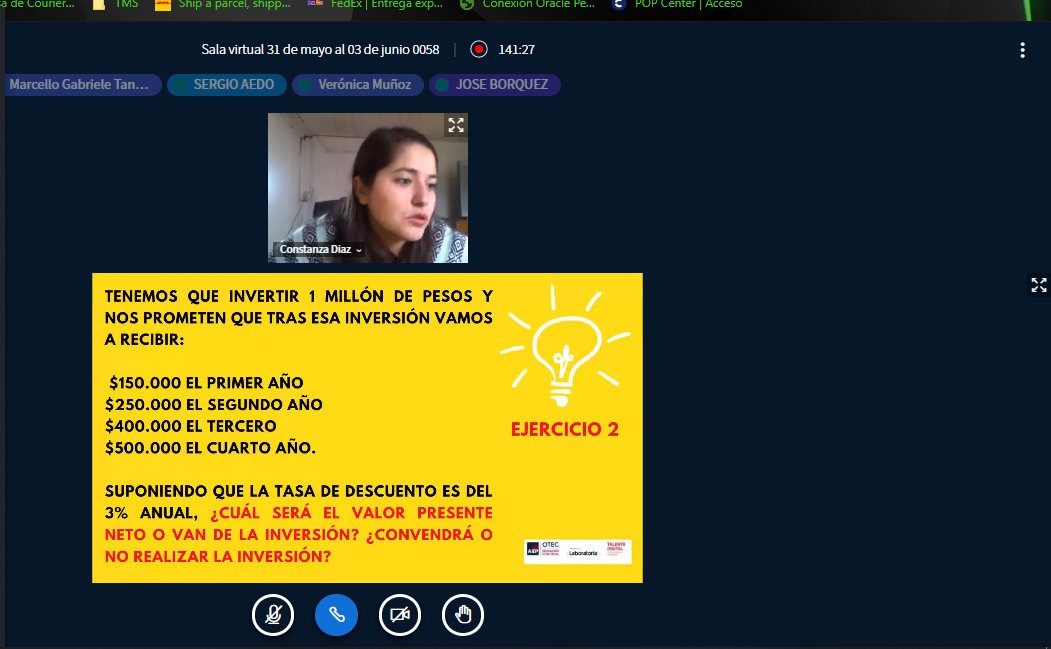 sa de Courier...
TMS
Ship a parcel, shipp...
FedEx | Entrega exp...
Conexión Oracle Pe...
POP Center | Acceso
Sala virtual 31 de mayo al 03 de junio 0058
141:27
Marcello Gabriele Tan...
SERGIO AEDO
Verónica Muñoz
JOSE BORQUEZ
Constanza Diaz
TENEMOS QUE INVERTIR 1 MILLÓN DE PESOS Y
NOS PROMETEN QUE TRAS ESA INVERSIÓN VAMOS
A RECIBIR:
$150.000 EL PRIMER AÑO
$250.000 EL SEGUNDO AÑO
$400.000 EL TERCERO
$500.000 EL CUARTO AÑO.
SUPONIENDO QUE LA TASA DE DESCUENTO ES DEL
3% ANUAL, ¿CUÁL SERÁ EL VALOR PRESENTE
NETO O VAN DE LA INVERSIÓN? ¿CONVENDRÁ O
NO REALIZAR LA INVERSIÓN?
EJERCICIO 2
AIEP
OTEC
Laboratoria
TALENTO
DIGITAL